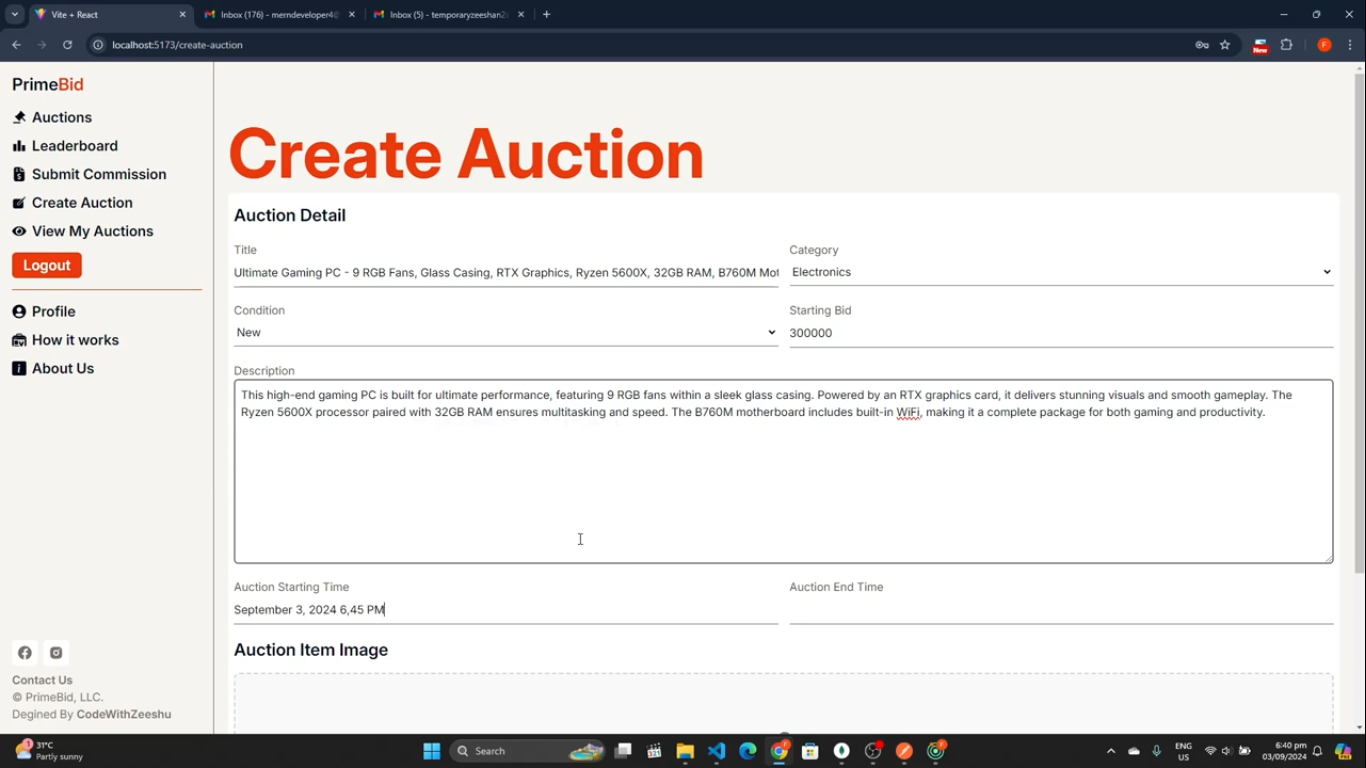 Vite + React
Inbox (176) - merndeveloper4@
Inbox (5) - temporaryzeeshan2
localhost:5173/create-auction
New
F
PrimeBid
Auctions
Leaderboard
Submit Commission
Create Auction
View My Auctions
Logout
Profile
How it works
About Us
Contact Us
© PrimeBid, LLC.
Degined By CodeWithZeeshu
Create Auction
Auction Detail
Title
Ultimate Gaming PC - 9 RGB Fans, Glass Casing, RTX Graphics, Ryzen 5600X, 32GB RAM, B760M Mot
Category
Electronics
Condition
New
Starting Bid
300000
Description
This high-end gaming PC is built for ultimate performance, featuring 9 RGB fans within a sleek glass casing. Powered by an RTX graphics card, it delivers stunning visuals and smooth gameplay. The
Ryzen 5600X processor paired with 32GB RAM ensures multitasking and speed. The B760M motherboard includes built-in WiFi, making it a complete package for both gaming and productivity.
Auction Starting Time
September 3, 2024 6,45 PM
Auction End Time
Auction Item Image
31°C
Partly sunny
Search
ENG
US
6:40 pm
03/09/2024